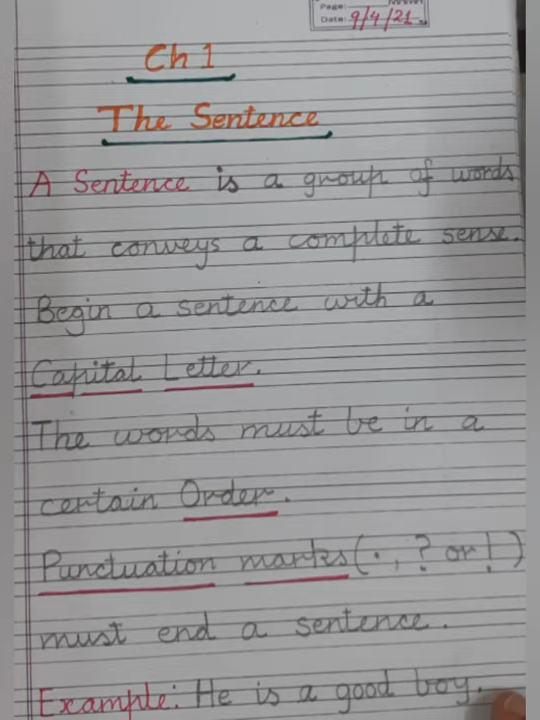 Page:
Date: 9/4/21
Ch 1
The Sentence
A Sentence is a group of words
that conveys a complete sense.
Begin a sentence with a
Capital Letter.
The words must be in a
certain Order.
Punctuation marks (. , ? or ! )
must end a sentence.
Example: He is a good boy.